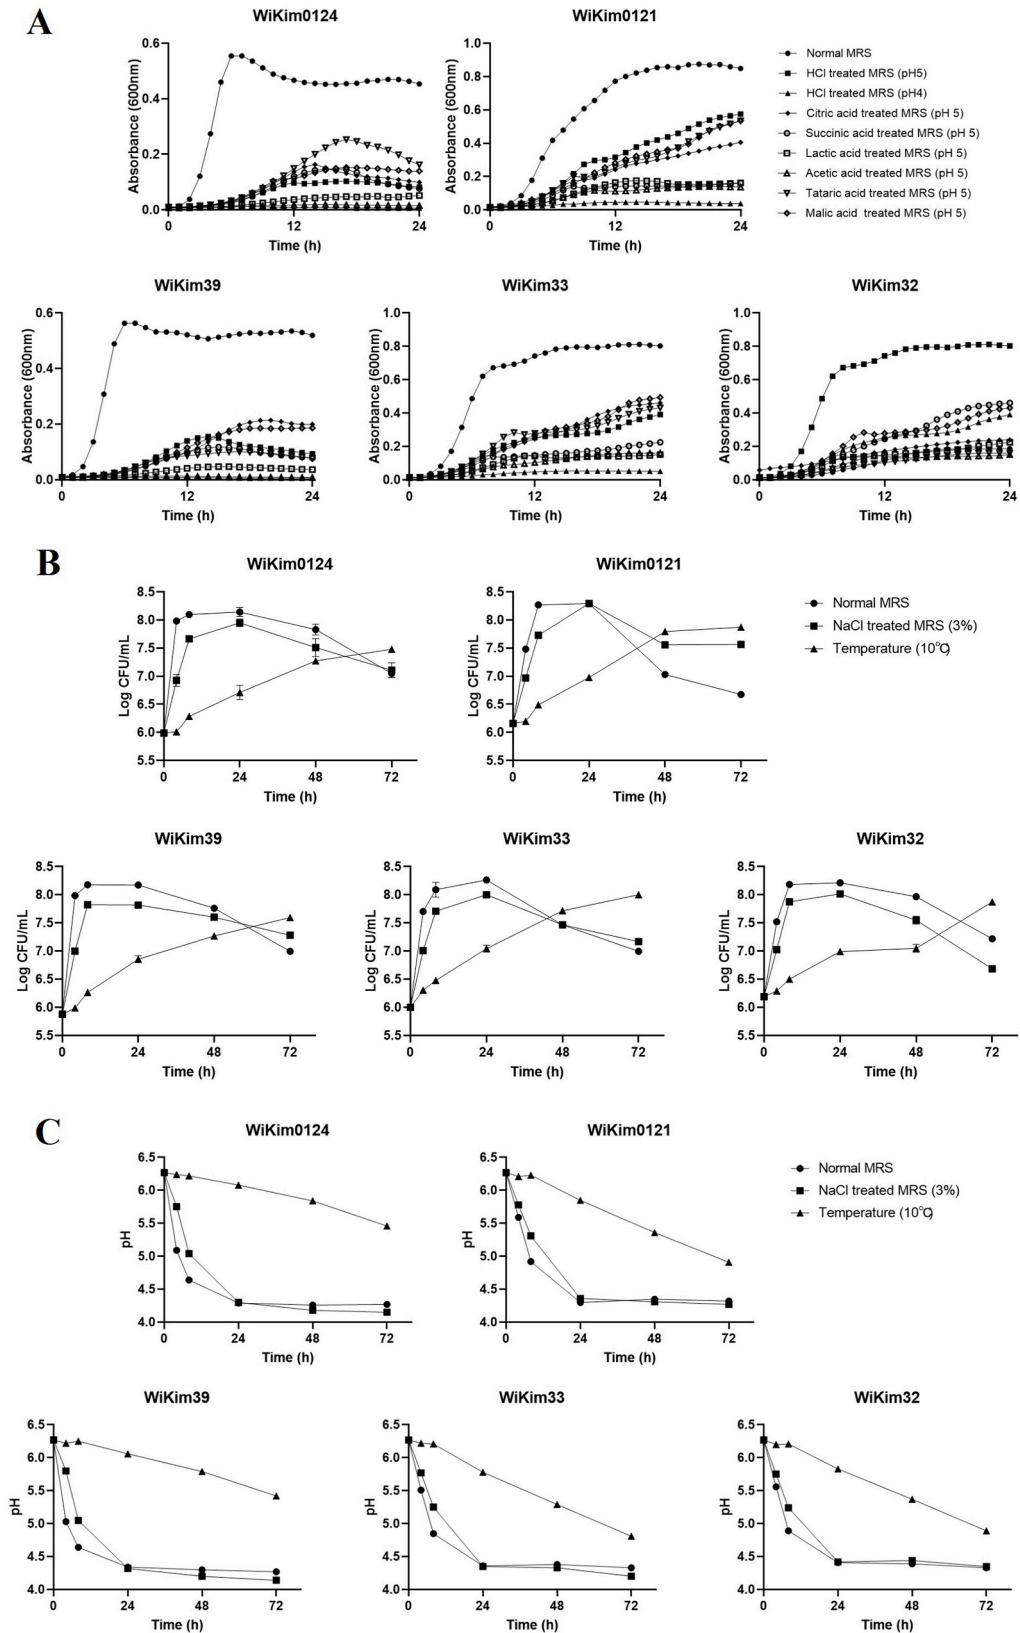 A
WiKim0124
Absorbance (600nm)
0.6
0.4
0.2
0.0
0
12
24
Time (h)
WiKim0121
Absorbance (600nm)
1.0
0.8
0.6
0.4
0.2
0.0
0
12
24
Time (h)
Normal MRS
HCl treated MRS (pH5)
HCl treated MRS (pH4)
Citric acid treated MRS (pH 5)
Succinic acid treated MRS (pH 5)
Lactic acid treated MRS (pH 5)
Acetic acid treated MRS (pH 5)
Tataric acid treated MRS (pH 5)
Malic acid treated MRS (pH 5)
WiKim39
Absorbance (600nm)
0.6
0.4
0.2
0.0
0
12
24
Time (h)
WiKim33
Absorbance (600nm)
1.0
0.8
0.6
0.4
0.2
0.0
0
12
24
Time (h)
WiKim32
Absorbance (600nm)
1.0
0.8
0.6
0.4
0.2
0.0
0
12
24
Time (h)
B
WiKim0124
Log CFU/mL
8.5
8.0
7.5
7.0
6.5
6.0
5.5
0
24
48
72
Time (h)
WiKim0121
Log CFU/mL
8.5
8.0
7.5
7.0
6.5
6.0
5.5
0
24
48
72
Time (h)
Normal MRS
NaCl treated MRS (3%)
Temperature (10℃)
WiKim39
Log CFU/mL
8.5
8.0
7.5
7.0
6.5
6.0
5.5
0
24
48
72
Time (h)
WiKim33
Log CFU/mL
8.5
8.0
7.5
7.0
6.5
6.0
5.5
0
24
48
72
Time (h)
WiKim32
Log CFU/mL
8.5
8.0
7.5
7.0
6.5
6.0
5.5
0
24
48
72
Time (h)
C
WiKim0124
pH
6.5
6.0
5.5
5.0
4.5
4.0
0
24
48
72
Time (h)
WiKim0121
pH
6.5
6.0
5.5
5.0
4.5
4.0
0
24
48
72
Time (h)
Normal MRS
NaCl treated MRS (3%)
Temperature (10℃)
WiKim39
pH
6.5
6.0
5.5
5.0
4.5
4.0
0
24
48
72
Time (h)
WiKim33
pH
6.5
6.0
5.5
5.0
4.5
4.0
0
24
48
72
Time (h)
WiKim32
pH
6.5
6.0
5.5
5.0
4.5
4.0
0
24
48
72
Time (h)